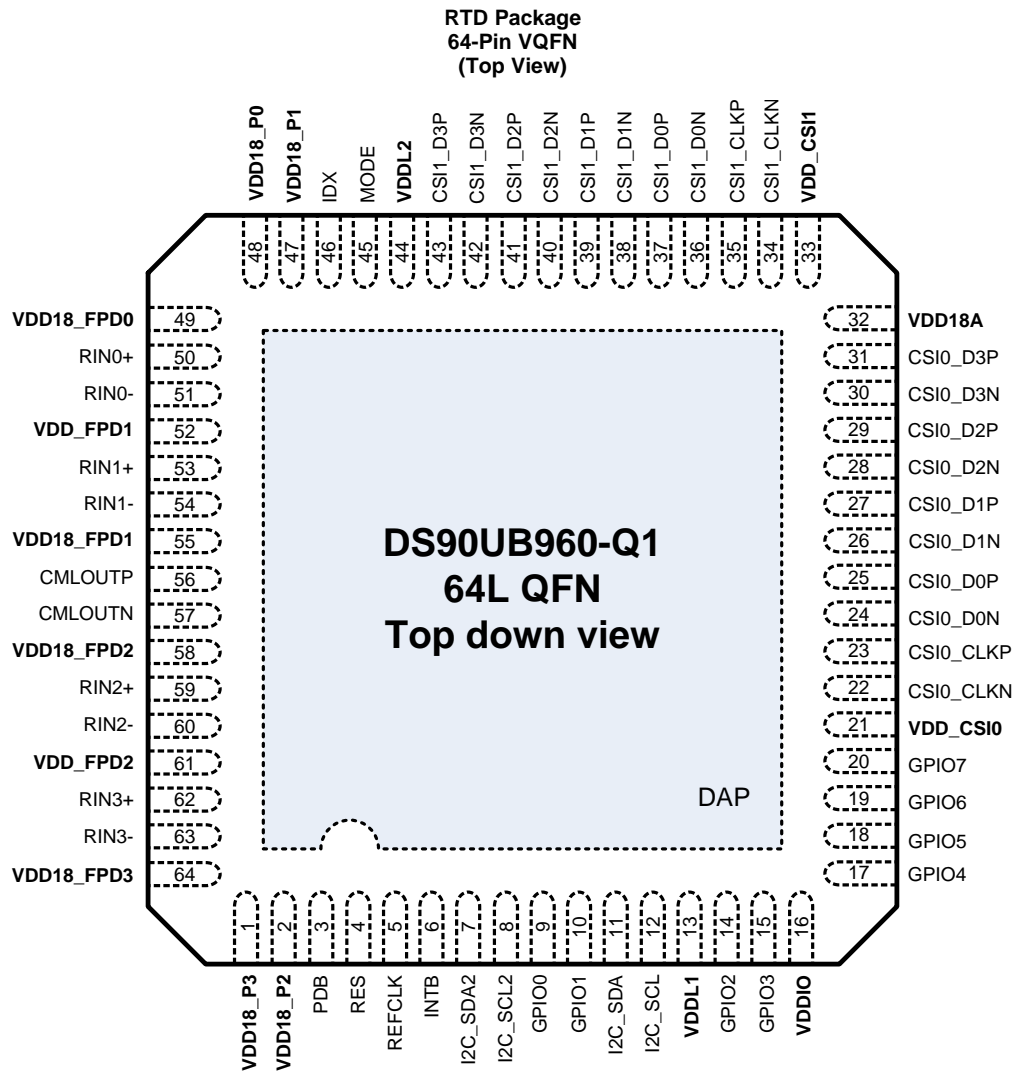 RTD Package
64-Pin VQFN
(Top View)
VDD18_P0
VDD18_P1
IDX
MODE
VDDL2
CSI1_D3P
CSI1_D3N
CSI1_D2P
CSI1_D2N
CSI1_D1P
CSI1_D1N
CSI1_D0P
CSI1_D0N
CSI1_CLKP
CSI1_CLKN
VDD_CSI1
48
47
46
45
44
43
42
41
40
39
38
37
36
35
34
33
VDD18_FPD0 49
RIN0+ 50
RIN0- 51
VDD_FPD1 52
RIN1+ 53
RIN1- 54
VDD18_FPD1 55
CMLOUTP 56
CMLOUTN 57
VDD18_FPD2 58
RIN2+ 59
RIN2- 60
VDD_FPD2 61
RIN3+ 62
RIN3- 63
VDD18_FPD3 64
DS90UB960-Q1
64L QFN
Top down view
DAP
32 VDD18A
31 CSI0_D3P
30 CSI0_D3N
29 CSI0_D2P
28 CSI0_D2N
27 CSI0_D1P
26 CSI0_D1N
25 CSI0_D0P
24 CSI0_D0N
23 CSI0_CLKP
22 CSI0_CLKN
21 VDD_CSI0
20 GPIO7
19 GPIO6
18 GPIO5
17 GPIO4
1
2
3
4
5
6
7
8
9
10
11
12
13
14
15
16
VDD18_P3
VDD18_P2
PDB
RES
REFCLK
INTB
I2C_SDA2
I2C_SCL2
GPIO0
GPIO1
I2C_SDA
I2C_SCL
VDDL1
GPIO2
GPIO3
VDDIO